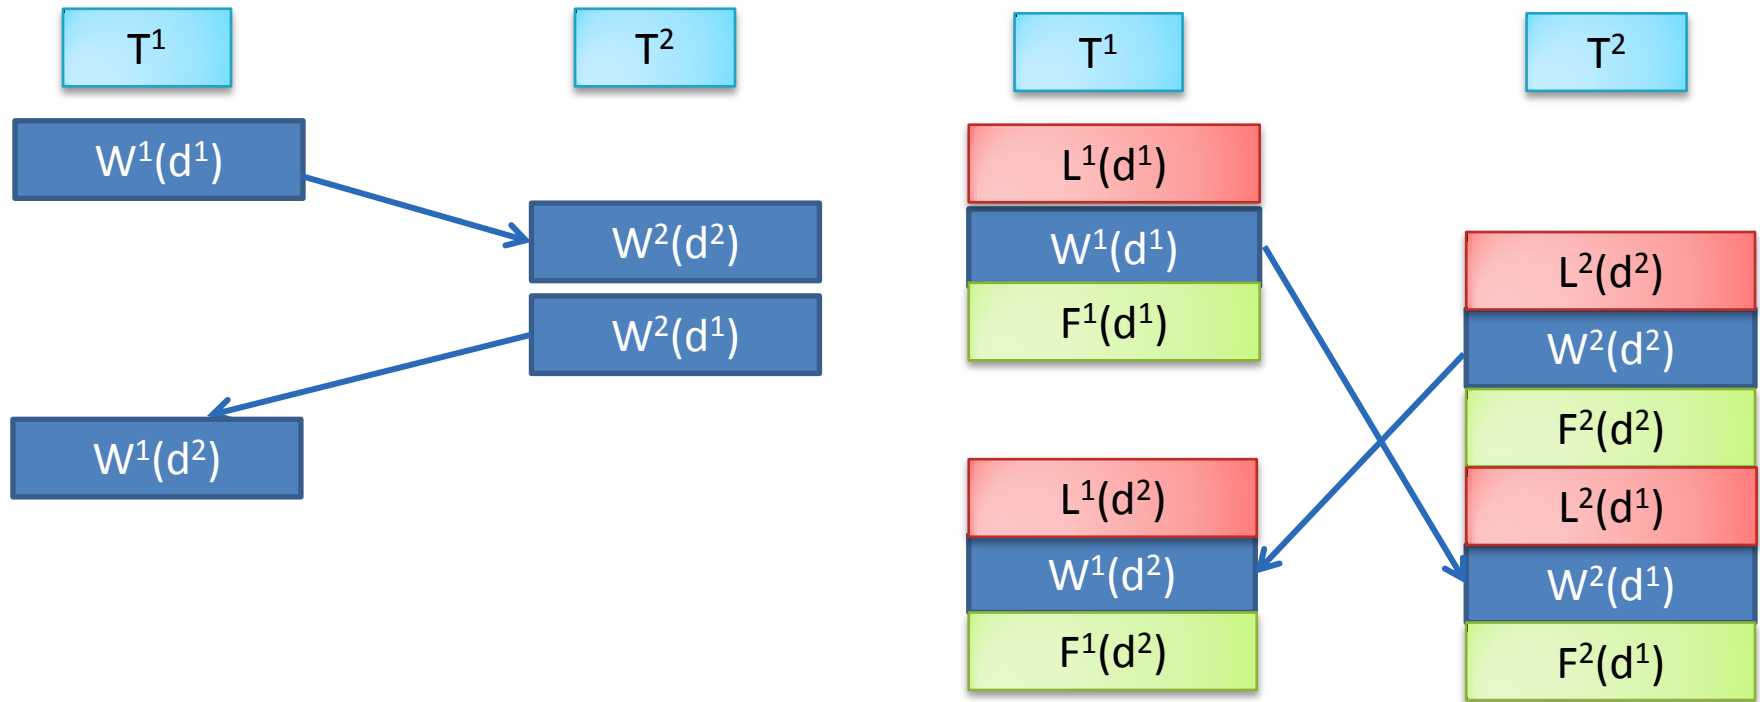 T¹
T²
W¹(d¹)
W²(d²)
W²(d¹)
W¹(d²)
T¹
T²
L¹(d¹)
W¹(d¹)
F¹(d¹)
L¹(d²)
W¹(d²)
F¹(d²)
L²(d²)
W²(d²)
F²(d²)
L²(d¹)
W²(d¹)
F²(d¹)